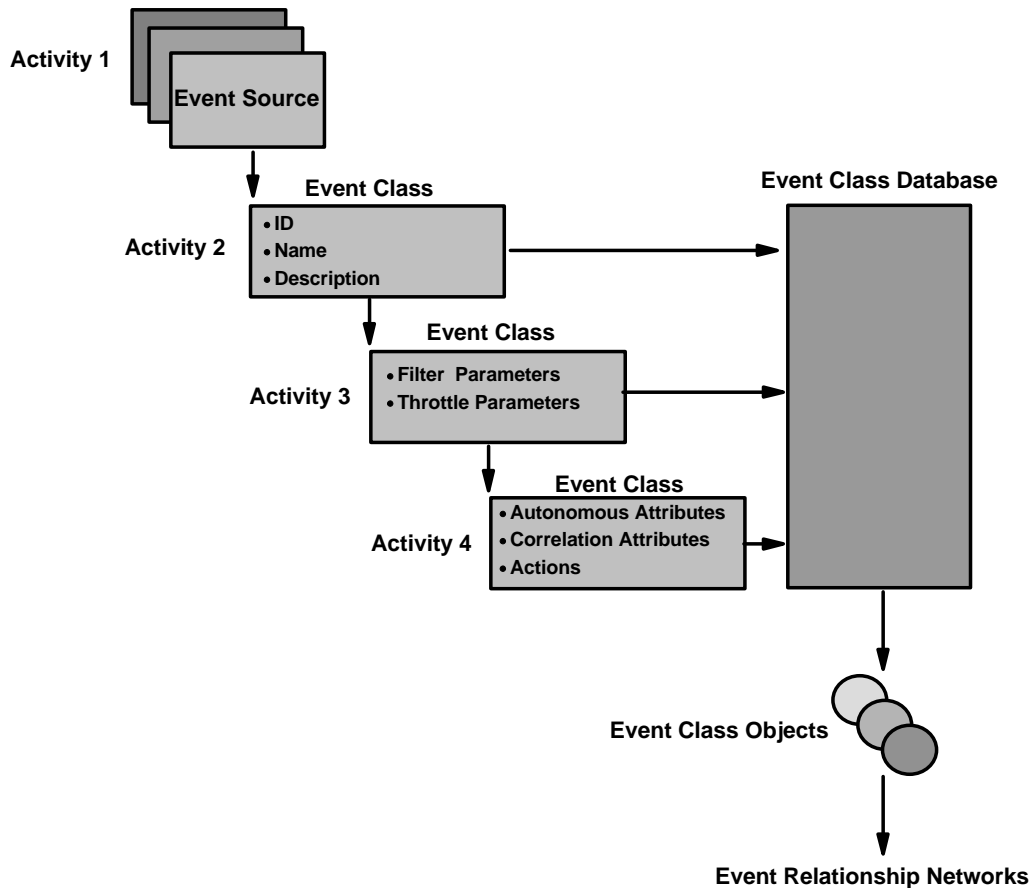 Activity 1
Event Source
Event Class
Event Class Database
Activity 2
• ID
• Name
• Description
Event Class
Activity 3
• Filter Parameters
• Throttle Parameters
Event Class
Activity 4
• Autonomous Attributes
• Correlation Attributes
• Actions
Event Class Objects
Event Relationship Networks